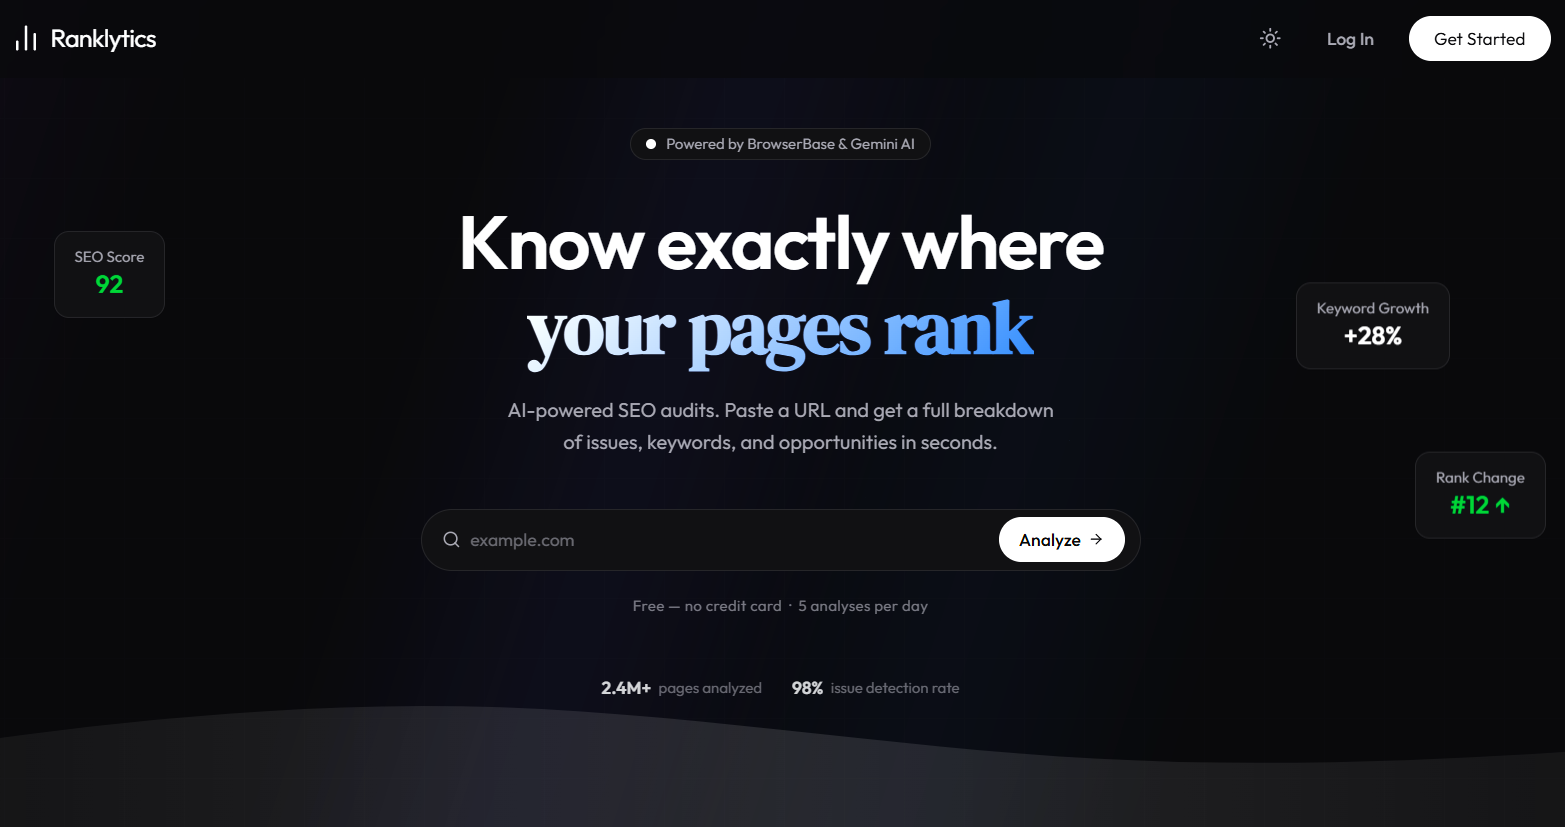 Ranklytics
Log In
Get Started
Powered by BrowserBase & Gemini AI
Know exactly where
your pages rank
SEO Score
92
Keyword Growth
+28%
AI-powered SEO audits. Paste a URL and get a full breakdown
of issues, keywords, and opportunities in seconds.
Rank Change
#12 ↑
example.com
Analyze →
Free — no credit card · 5 analyses per day
2.4M+ pages analyzed 98% issue detection rate